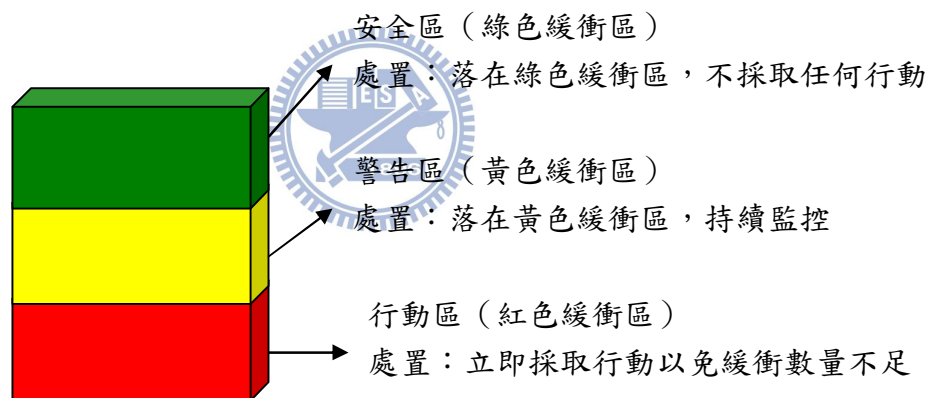 安全區（綠色緩衝區）
處置：落在綠色緩衝區，不採取任何行動
ESA
8
警告區（黃色緩衝區）
處置：落在黃色緩衝區，持續監控
行動區（紅色緩衝區）
處置：立即採取行動以免緩衝數量不足